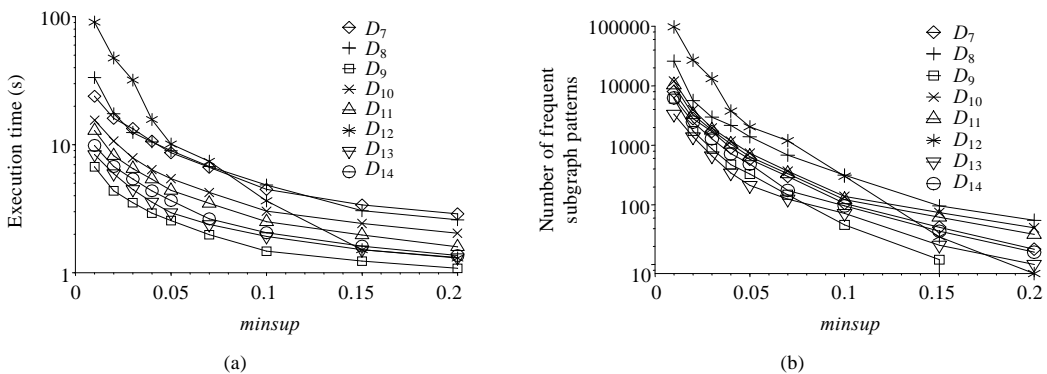 Execution time (s)
100
10
1
0
0.05
0.1
0.15
0.2
minsup
D7
D8
D9
D10
D11
D12
D13
D14
(a)
Number of frequent
subgraph patterns
100000
10000
1000
100
10
0
0.05
0.1
0.15
0.2
minsup
D7
D8
D9
D10
D11
D12
D13
D14
(b)